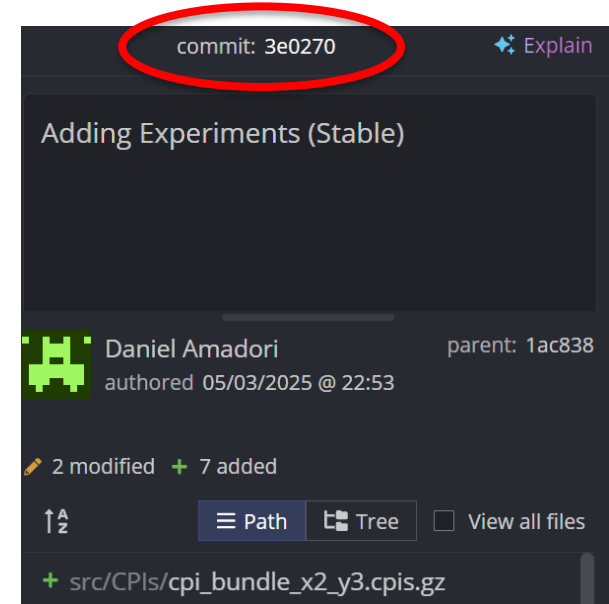 commit: 3e0270 Explain
Adding Experiments (Stable)
Daniel Amadori parent: 1ac838
authored 05/03/2025 @ 22:53
2 modified + 7 added
A Z Path Tree View all files
+ src/CPIs/cpi_bundle_x2_y3.cpis.gz